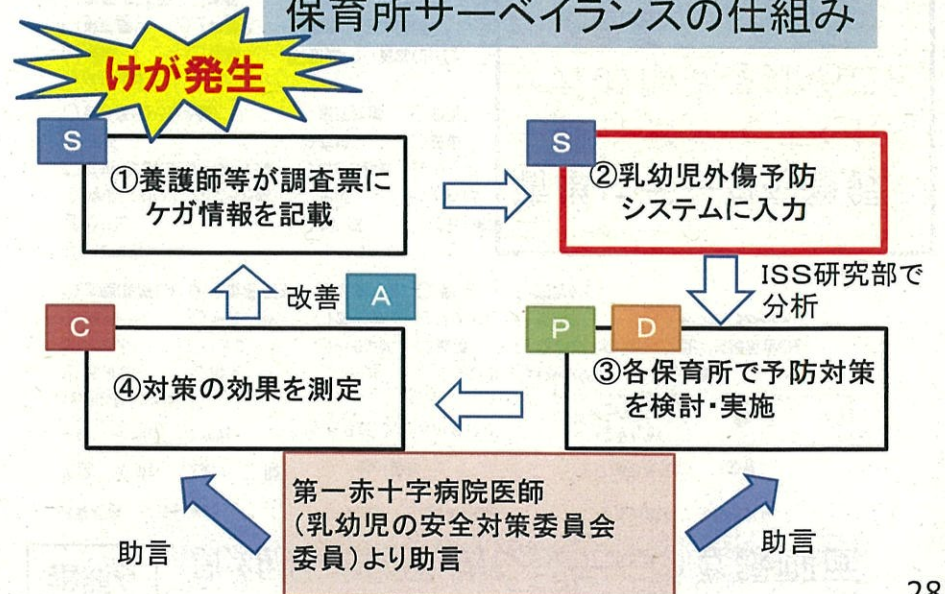 保育所サーベイランスの仕組み
けが発生
S
①養護師等が調査票に
ケガ情報を記載
S
②乳幼児外傷予防
システムに入力
ISS研究部で
分析
P
D
③各保育所で予防対策
を検討・実施
C
④対策の効果を測定
改善
A
第一赤十字病院医師
(乳幼児の安全対策委員会
委員)より助言
助言
助言
28